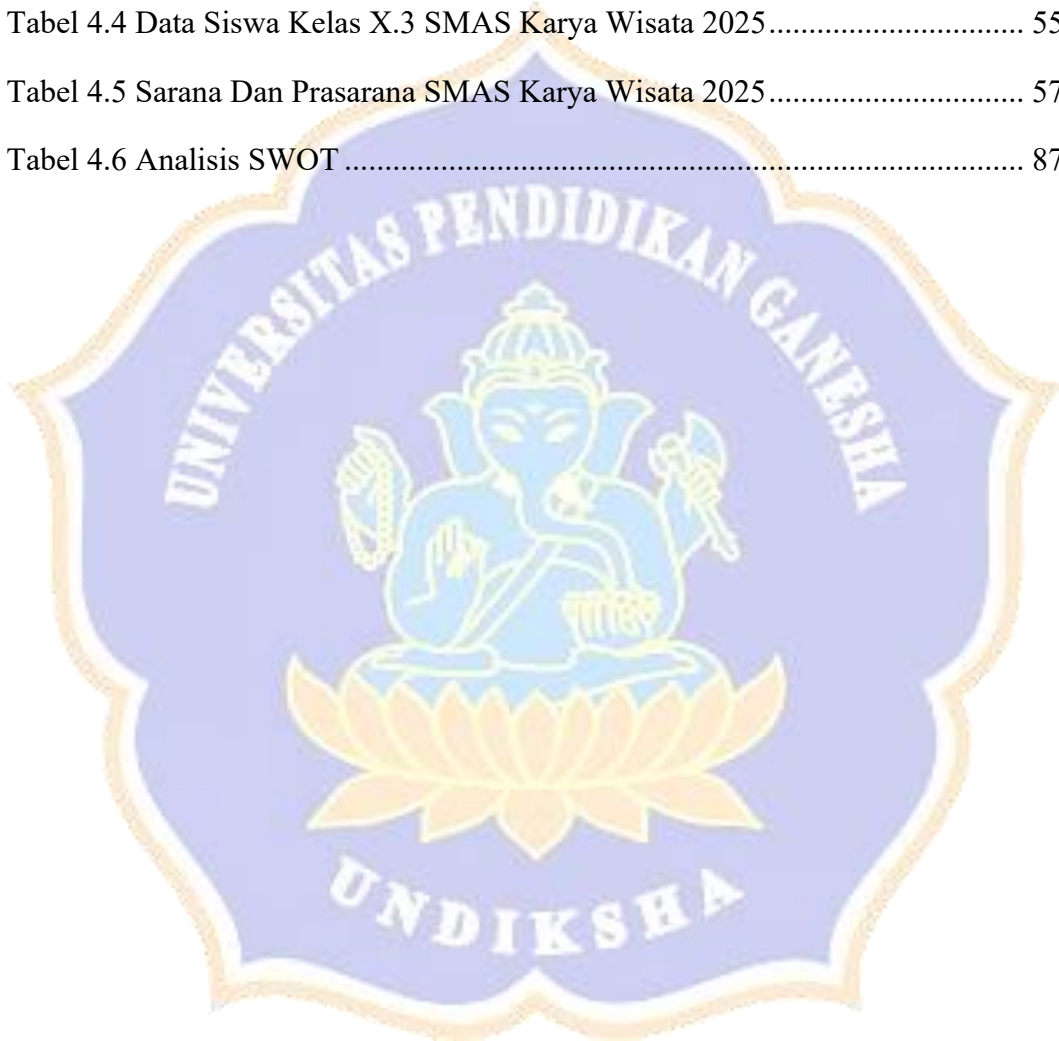 Tabel 4.4 Data Siswa Kelas X.3 SMAS Karya Wisata 2025............................ 55
Tabel 4.5 Sarana Dan Prasarana SMAS Karya Wisata 2025............................ 57
Tabel 4.6 Analisis SWOT........................................................................... 87
UNIVERSITAS PENDIDIKAN GANESHA
UNDIKSHA